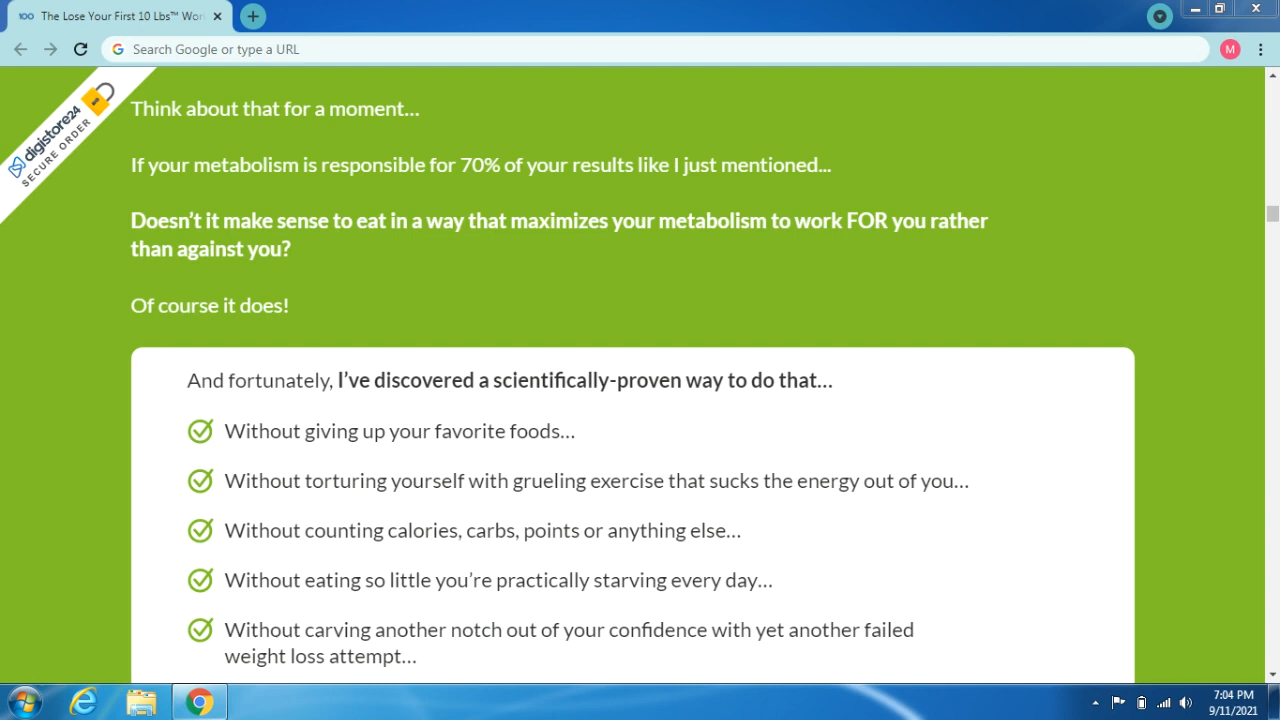 100 The Lose Your First 10 Lbs™ Wor
Search Google or type a URL
M
digistore24
SECURE ORDER
Think about that for a moment...
If your metabolism is responsible for 70% of your results like I just mentioned...
Doesn't it make sense to eat in a way that maximizes your metabolism to work FOR you rather
than against you?
Of course it does!
And fortunately, I've discovered a scientifically-proven way to do that...
Without giving up your favorite foods...
Without torturing yourself with grueling exercise that sucks the energy out of you...
Without counting calories, carbs, points or anything else...
Without eating so little you're practically starving every day...
Without carving another notch out of your confidence with yet another failed
weight loss attempt...
7:04 PM
9/11/2021